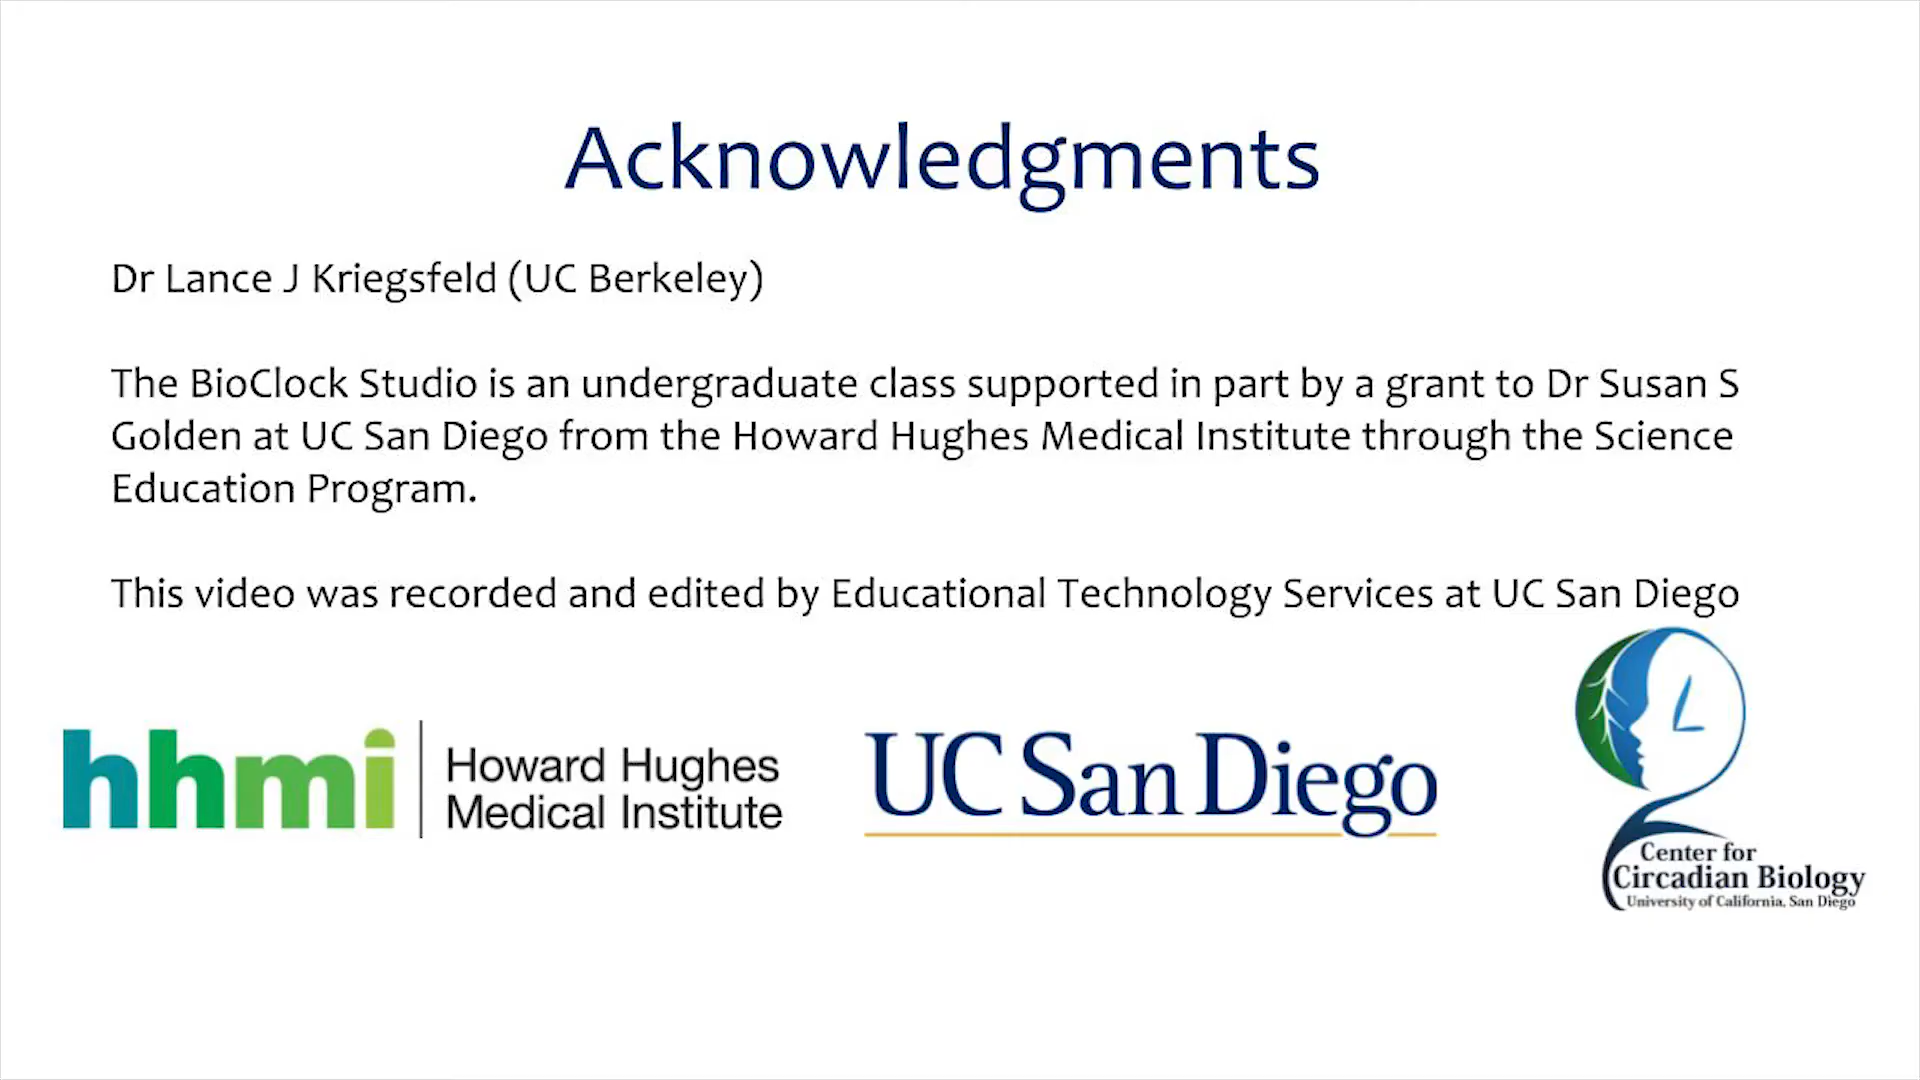 Acknowledgments
Dr Lance J Kriegsfeld (UC Berkeley)
The BioClock Studio is an undergraduate class supported in part by a grant to Dr Susan S
Golden at UC San Diego from the Howard Hughes Medical Institute through the Science
Education Program.
This video was recorded and edited by Educational Technology Services at UC San Diego
hhmi
Howard Hughes
Medical Institute
UC San Diego
Center for
Circadian Biology
University of California, San Diego